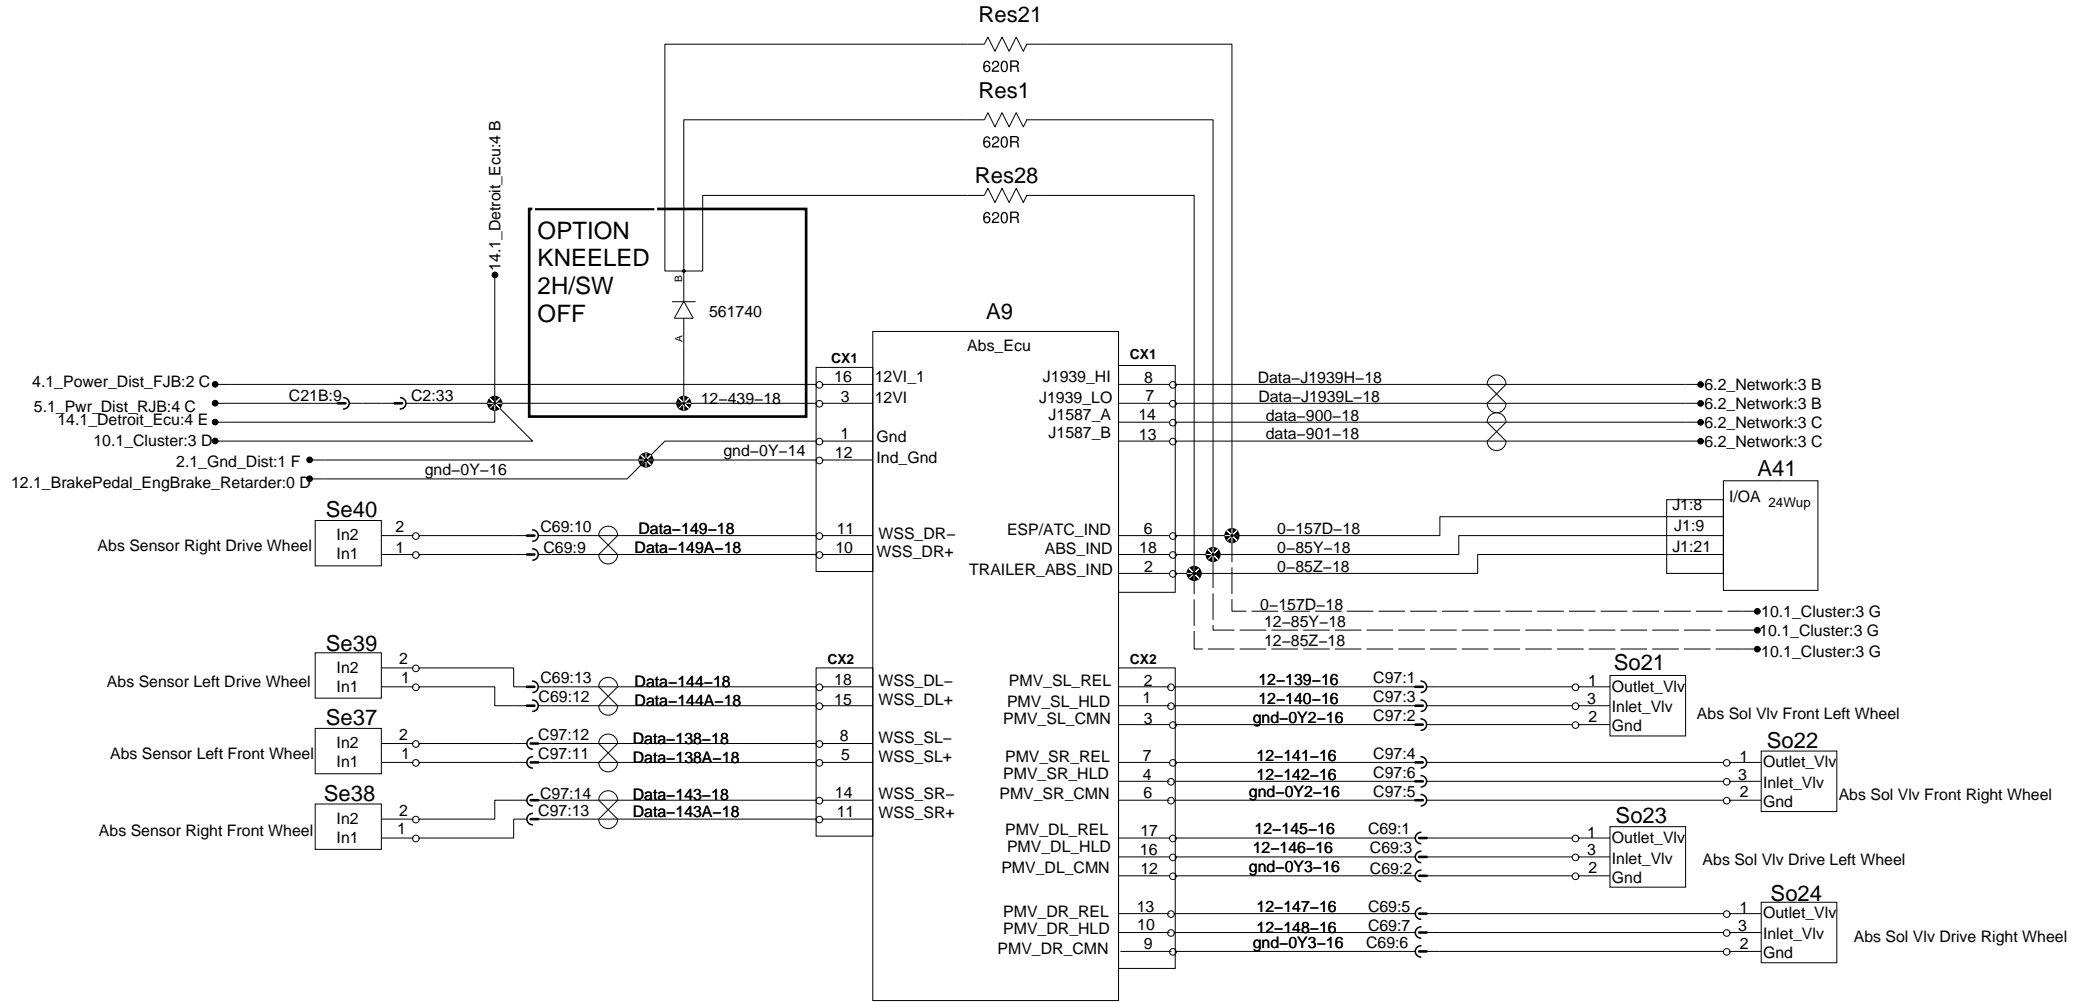 Res21
620R
Res1
620R
Res28
620R
14.1_Detroit_Ecu:4 B
OPTION
KNEELED
2H/SW
OFF
B
561740
A
A9
Abs_Ecu
4.1_Power_Dist_FJB:2 C
5.1_Pwr_Dist_RJB:4 C
C21B:9
C2:33
14.1_Detroit_Ecu:4 E
10.1_Cluster:3 D
2.1_Gnd_Dist:1 F
12.1_BrakePedal_EngBrake_Retarder:0 D
gnd-0Y-16
12-439-18
gnd-0Y-14
CX1
16 12VI_1
3 12VI
1 Gnd
12 Ind_Gnd
Se40
Abs Sensor Right Drive Wheel
In2 2 C69:10 Data-149-18 11 WSS_DR-
In1 1 C69:9 Data-149A-18 10 WSS_DR+
Se39
Abs Sensor Left Drive Wheel
CX2
In2 2 C69:13 Data-144-18 18 WSS_DL-
In1 1 C69:12 Data-144A-18 15 WSS_DL+
Se37
Abs Sensor Left Front Wheel
In2 2 C97:12 Data-138-18 8 WSS_SL-
In1 1 C97:11 Data-138A-18 5 WSS_SL+
Se38
Abs Sensor Right Front Wheel
In2 2 C97:14 Data-143-18 14 WSS_SR-
In1 1 C97:13 Data-143A-18 11 WSS_SR+
CX1
J1939_HI 8 Data-J1939H-18 6.2_Network:3 B
J1939_LO 7 Data-J1939L-18 6.2_Network:3 B
J1587_A 14 data-900-18 6.2_Network:3 C
J1587_B 13 data-901-18 6.2_Network:3 C
A41
I/OA 24Wup
J1:8
J1:9
J1:21
ESP/ATC_IND 6 0-157D-18
ABS_IND 18 0-85Y-18
TRAILER_ABS_IND 2 0-85Z-18
0-157D-18 10.1_Cluster:3 G
12-85Y-18 10.1_Cluster:3 G
12-85Z-18 10.1_Cluster:3 G
CX2
So21
PMV_SL_REL 2 12-139-16 C97:1 1 Outlet_Vlv
PMV_SL_HLD 1 12-140-16 C97:3 3 Inlet_Vlv
PMV_SL_CMN 3 gnd-0Y2-16 C97:2 2 Gnd
Abs Sol Vlv Front Left Wheel
So22
PMV_SR_REL 7 12-141-16 C97:4 1 Outlet_Vlv
PMV_SR_HLD 4 12-142-16 C97:6 3 Inlet_Vlv
PMV_SR_CMN 6 gnd-0Y2-16 C97:5 2 Gnd
Abs Sol Vlv Front Right Wheel
So23
PMV_DL_REL 17 12-145-16 C69:1 1 Outlet_Vlv
PMV_DL_HLD 16 12-146-16 C69:3 3 Inlet_Vlv
PMV_DL_CMN 12 gnd-0Y3-16 C69:2 2 Gnd
Abs Sol Vlv Drive Left Wheel
So24
PMV_DR_REL 13 12-147-16 C69:5 1 Outlet_Vlv
PMV_DR_HLD 10 12-148-16 C69:7 3 Inlet_Vlv
PMV_DR_CMN 9 gnd-0Y3-16 C69:6 2 Gnd
Abs Sol Vlv Drive Right Wheel